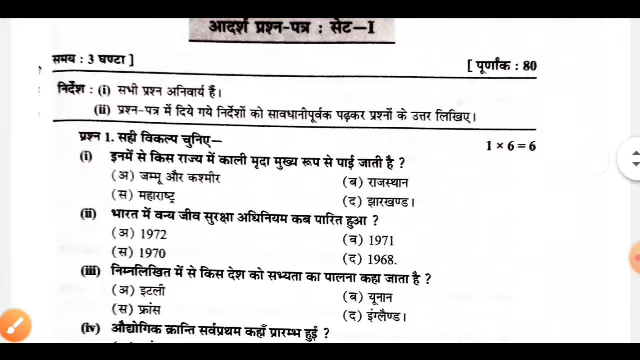 आदर्श प्रश्न-पत्र : सेट–I
समय : 3 घण्टा ] [ पूर्णांक : 80
निर्देश : (i) सभी प्रश्न अनिवार्य हैं।
(ii) प्रश्न-पत्र में दिये गये निर्देशों को सावधानीपूर्वक पढ़कर प्रश्नों के उत्तर लिखिए।
प्रश्न 1. सही विकल्प चुनिए– 1 × 6 = 6
(i) इनमें से किस राज्य में काली मृदा मुख्य रूप से पाई जाती है ?
(अ) जम्मू और कश्मीर (ब) राजस्थान
(स) महाराष्ट्र (द) झारखण्ड।
(ii) भारत में वन्य जीव सुरक्षा अधिनियम कब पारित हुआ ?
(अ) 1972 (ब) 1971
(स) 1970 (द) 1968.
(iii) निम्नलिखित में से किस देश को सभ्यता का पालना कहा जाता है ?
(अ) इटली (ब) यूनान
(स) फ्रांस (द) इंग्लैण्ड।
(iv) औद्योगिक क्रान्ति सर्वप्रथम कहाँ प्रारम्भ हुई ?